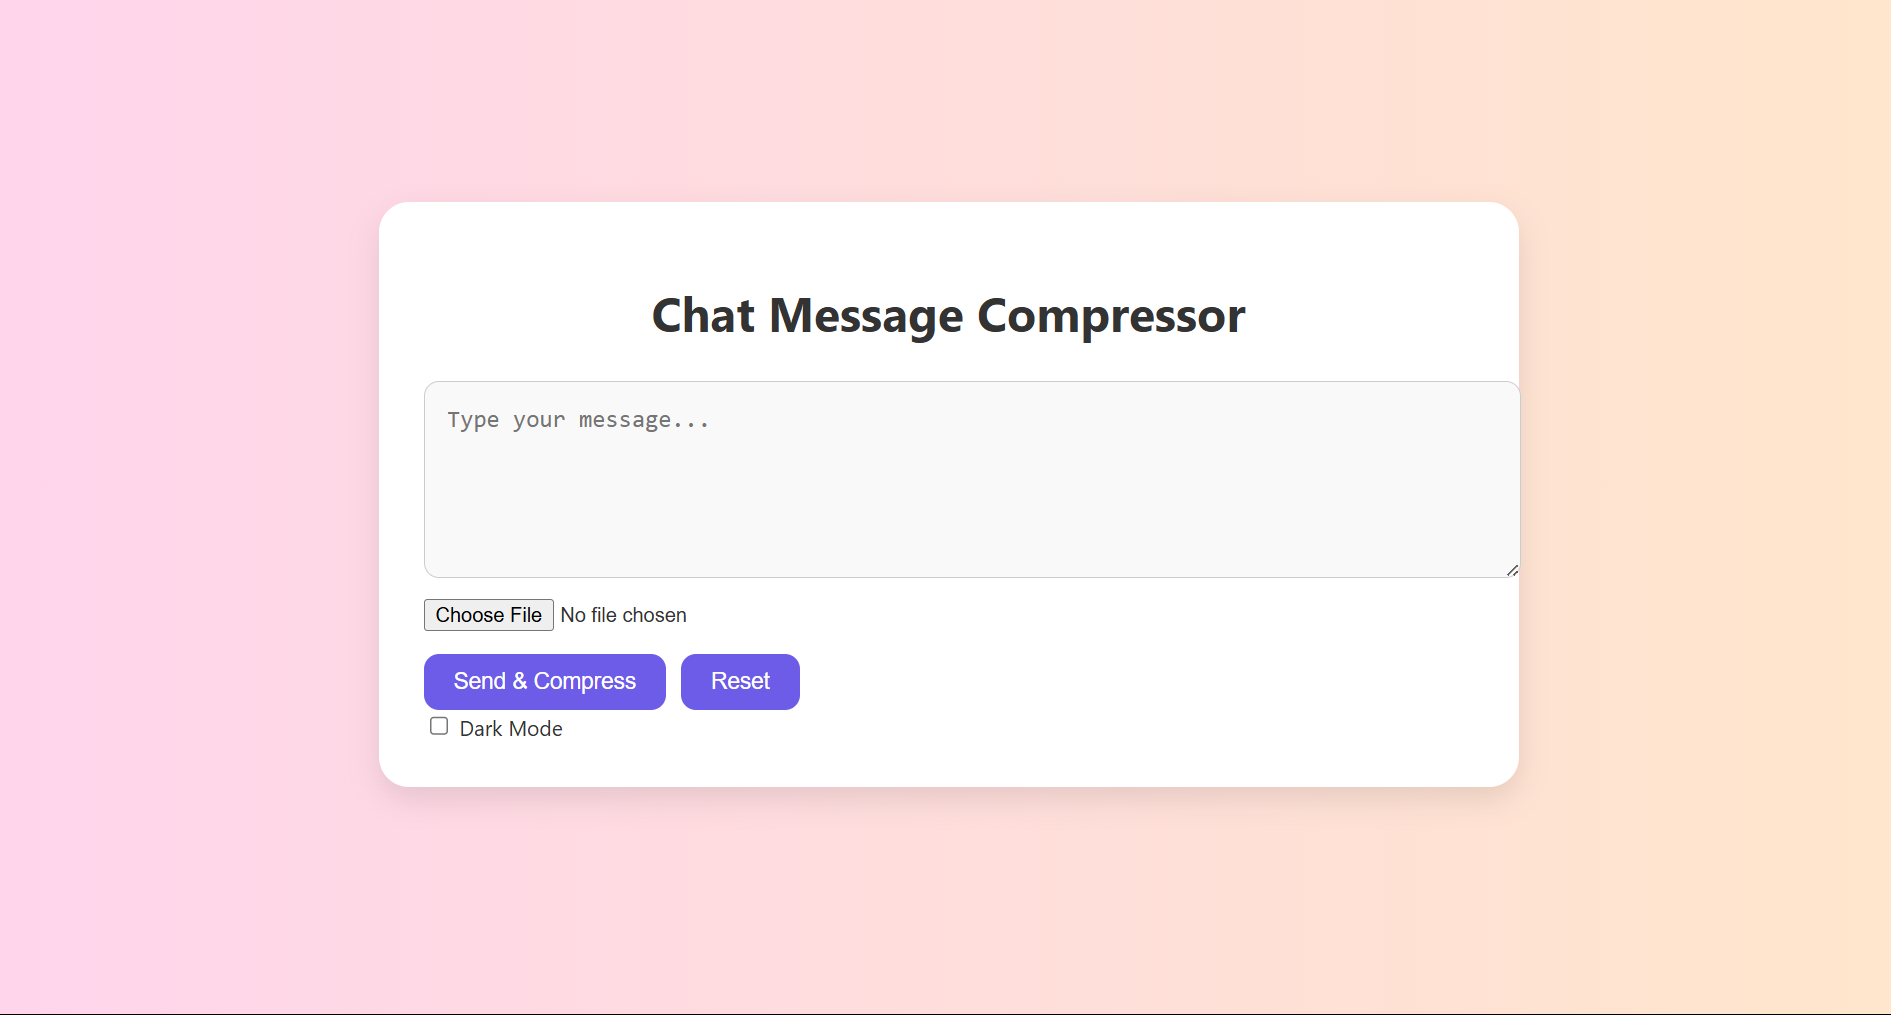 Chat Message Compressor
Type your message...
Choose File No file chosen
Send & Compress Reset
Dark Mode